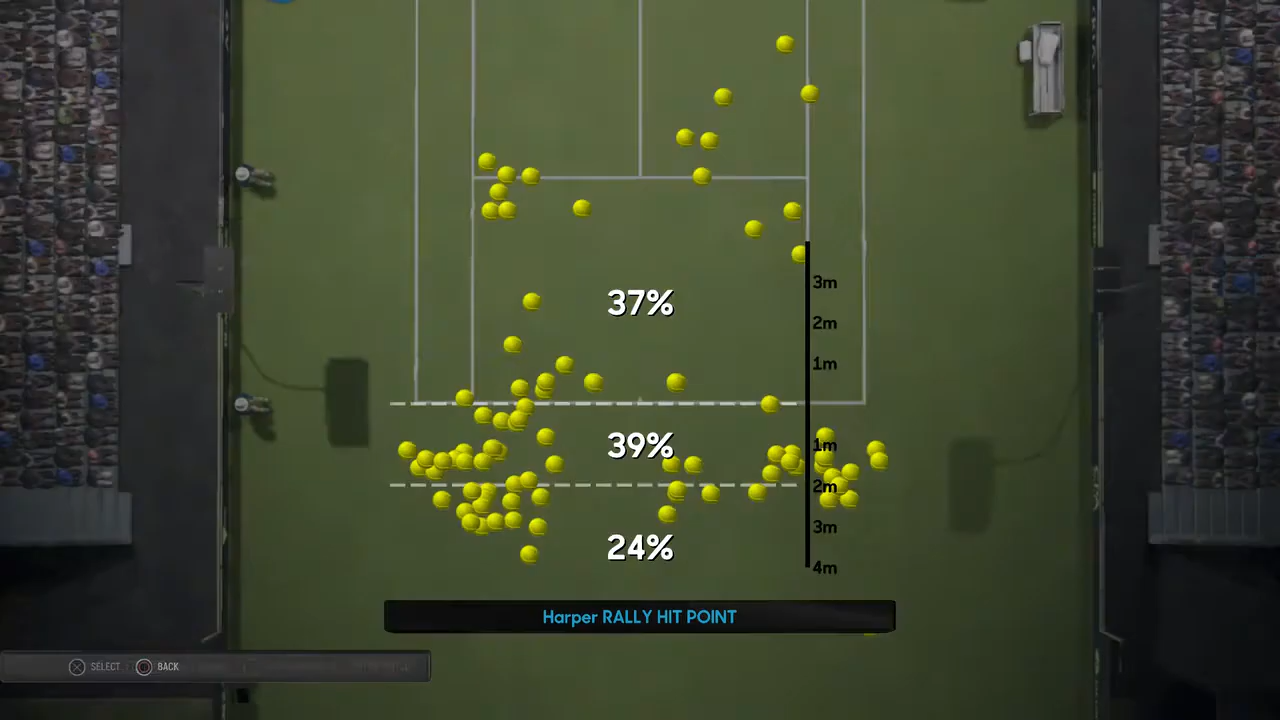 37%
3m
2m
1m
39%
1m
2m
3m
24%
4m
Harper RALLY HIT POINT
SELECT
BACK